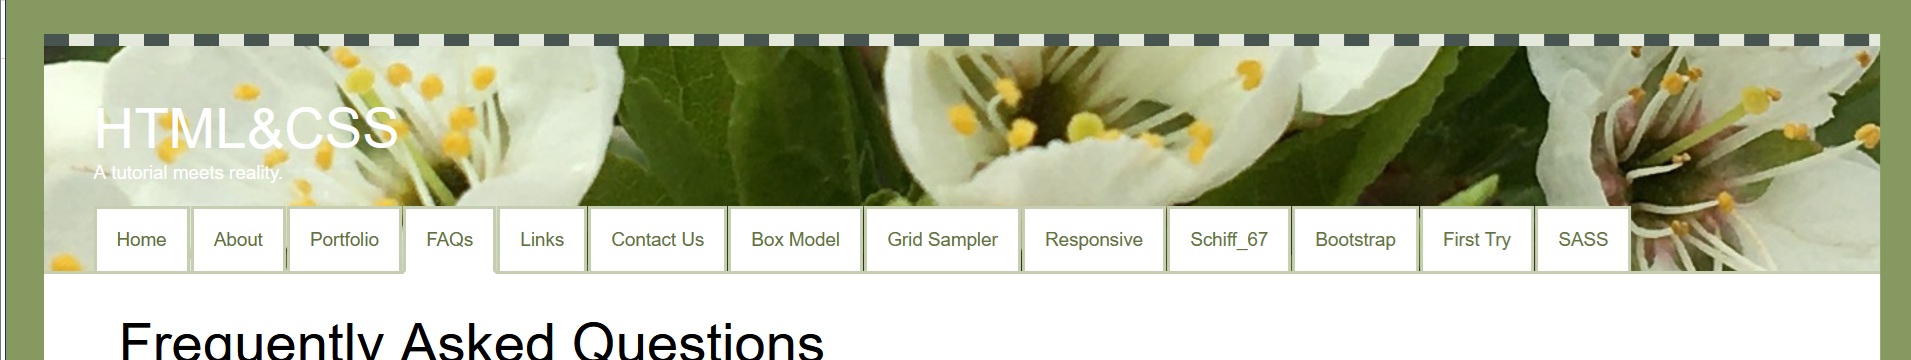 HTML&CSS
A tutorial meets reality.
Home About Portfolio FAQs Links Contact Us Box Model Grid Sampler Responsive Schiff_67 Bootstrap First Try SASS
Frequently Asked Questions